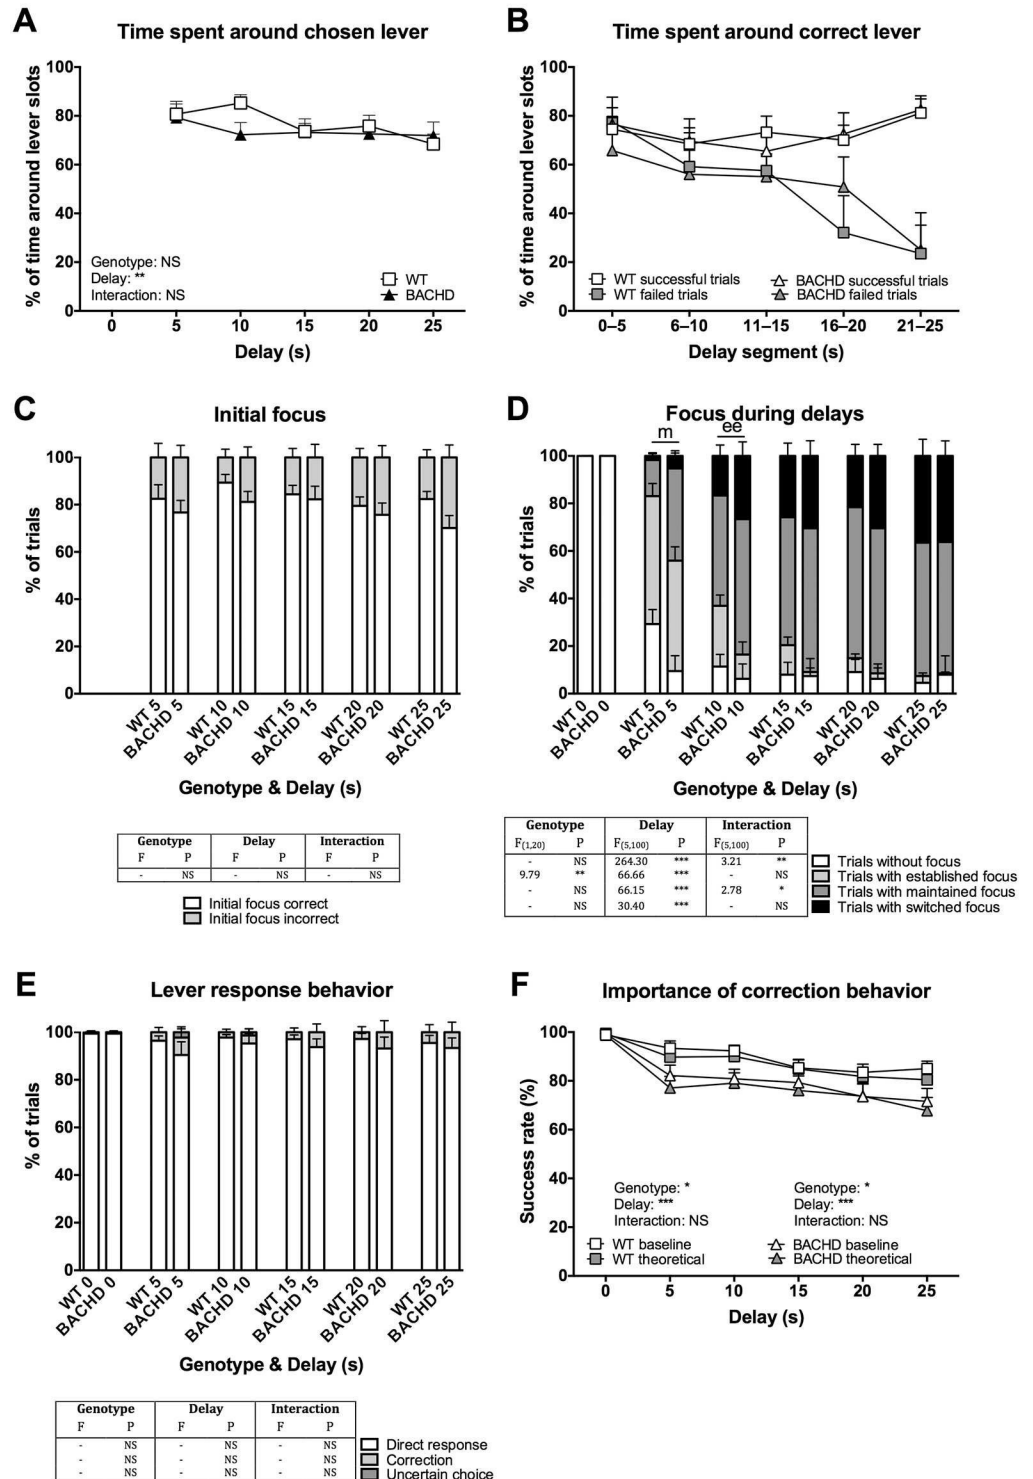 A
Time spent around chosen lever
% of time around lever slots
100
80
60
40
20
0
Genotype: NS
Delay: **
Interaction: NS
WT
BACHD
0 5 10 15 20 25
Delay (s)
B
Time spent around correct lever
% of time around lever slots
100
80
60
40
20
0
WT successful trials
WT failed trials
BACHD successful trials
BACHD failed trials
0–5 6–10 11–15 16–20 21–25
Delay segment (s)
C
Initial focus
% of trials
100
80
60
40
20
0
WT 5
BACHD 5
WT 10
BACHD 10
WT 15
BACHD 15
WT 20
BACHD 20
WT 25
BACHD 25
Genotype & Delay (s)
Genotype Delay Interaction
F P F P F P
- NS - NS - NS
Initial focus correct
Initial focus incorrect
D
Focus during delays
m ee
% of trials
100
80
60
40
20
0
WT 0
BACHD 0
WT 5
BACHD 5
WT 10
BACHD 10
WT 15
BACHD 15
WT 20
BACHD 20
WT 25
BACHD 25
Genotype & Delay (s)
Genotype Delay Interaction
F(1,20) P F(5,100) P F(5,100) P
- NS 264.30 *** 3.21 **
9.79 ** 66.66 *** - NS
- NS 66.15 *** 2.78 *
- NS 30.40 *** - NS
Trials without focus
Trials with established focus
Trials with maintained focus
Trials with switched focus
E
Lever response behavior
% of trials
100
80
60
40
20
0
WT 0
BACHD 0
WT 5
BACHD 5
WT 10
BACHD 10
WT 15
BACHD 15
WT 20
BACHD 20
WT 25
BACHD 25
Genotype & Delay (s)
Genotype Delay Interaction
F P F P F P
- NS - NS - NS
- NS - NS - NS
- NS - NS - NS
Direct response
Correction
Uncertain choice
F
Importance of correction behavior
Success rate (%)
100
80
60
40
20
0
Genotype: *
Delay: ***
Interaction: NS
Genotype: *
Delay: ***
Interaction: NS
WT baseline
WT theoretical
BACHD baseline
BACHD theoretical
0 5 10 15 20 25
Delay (s)